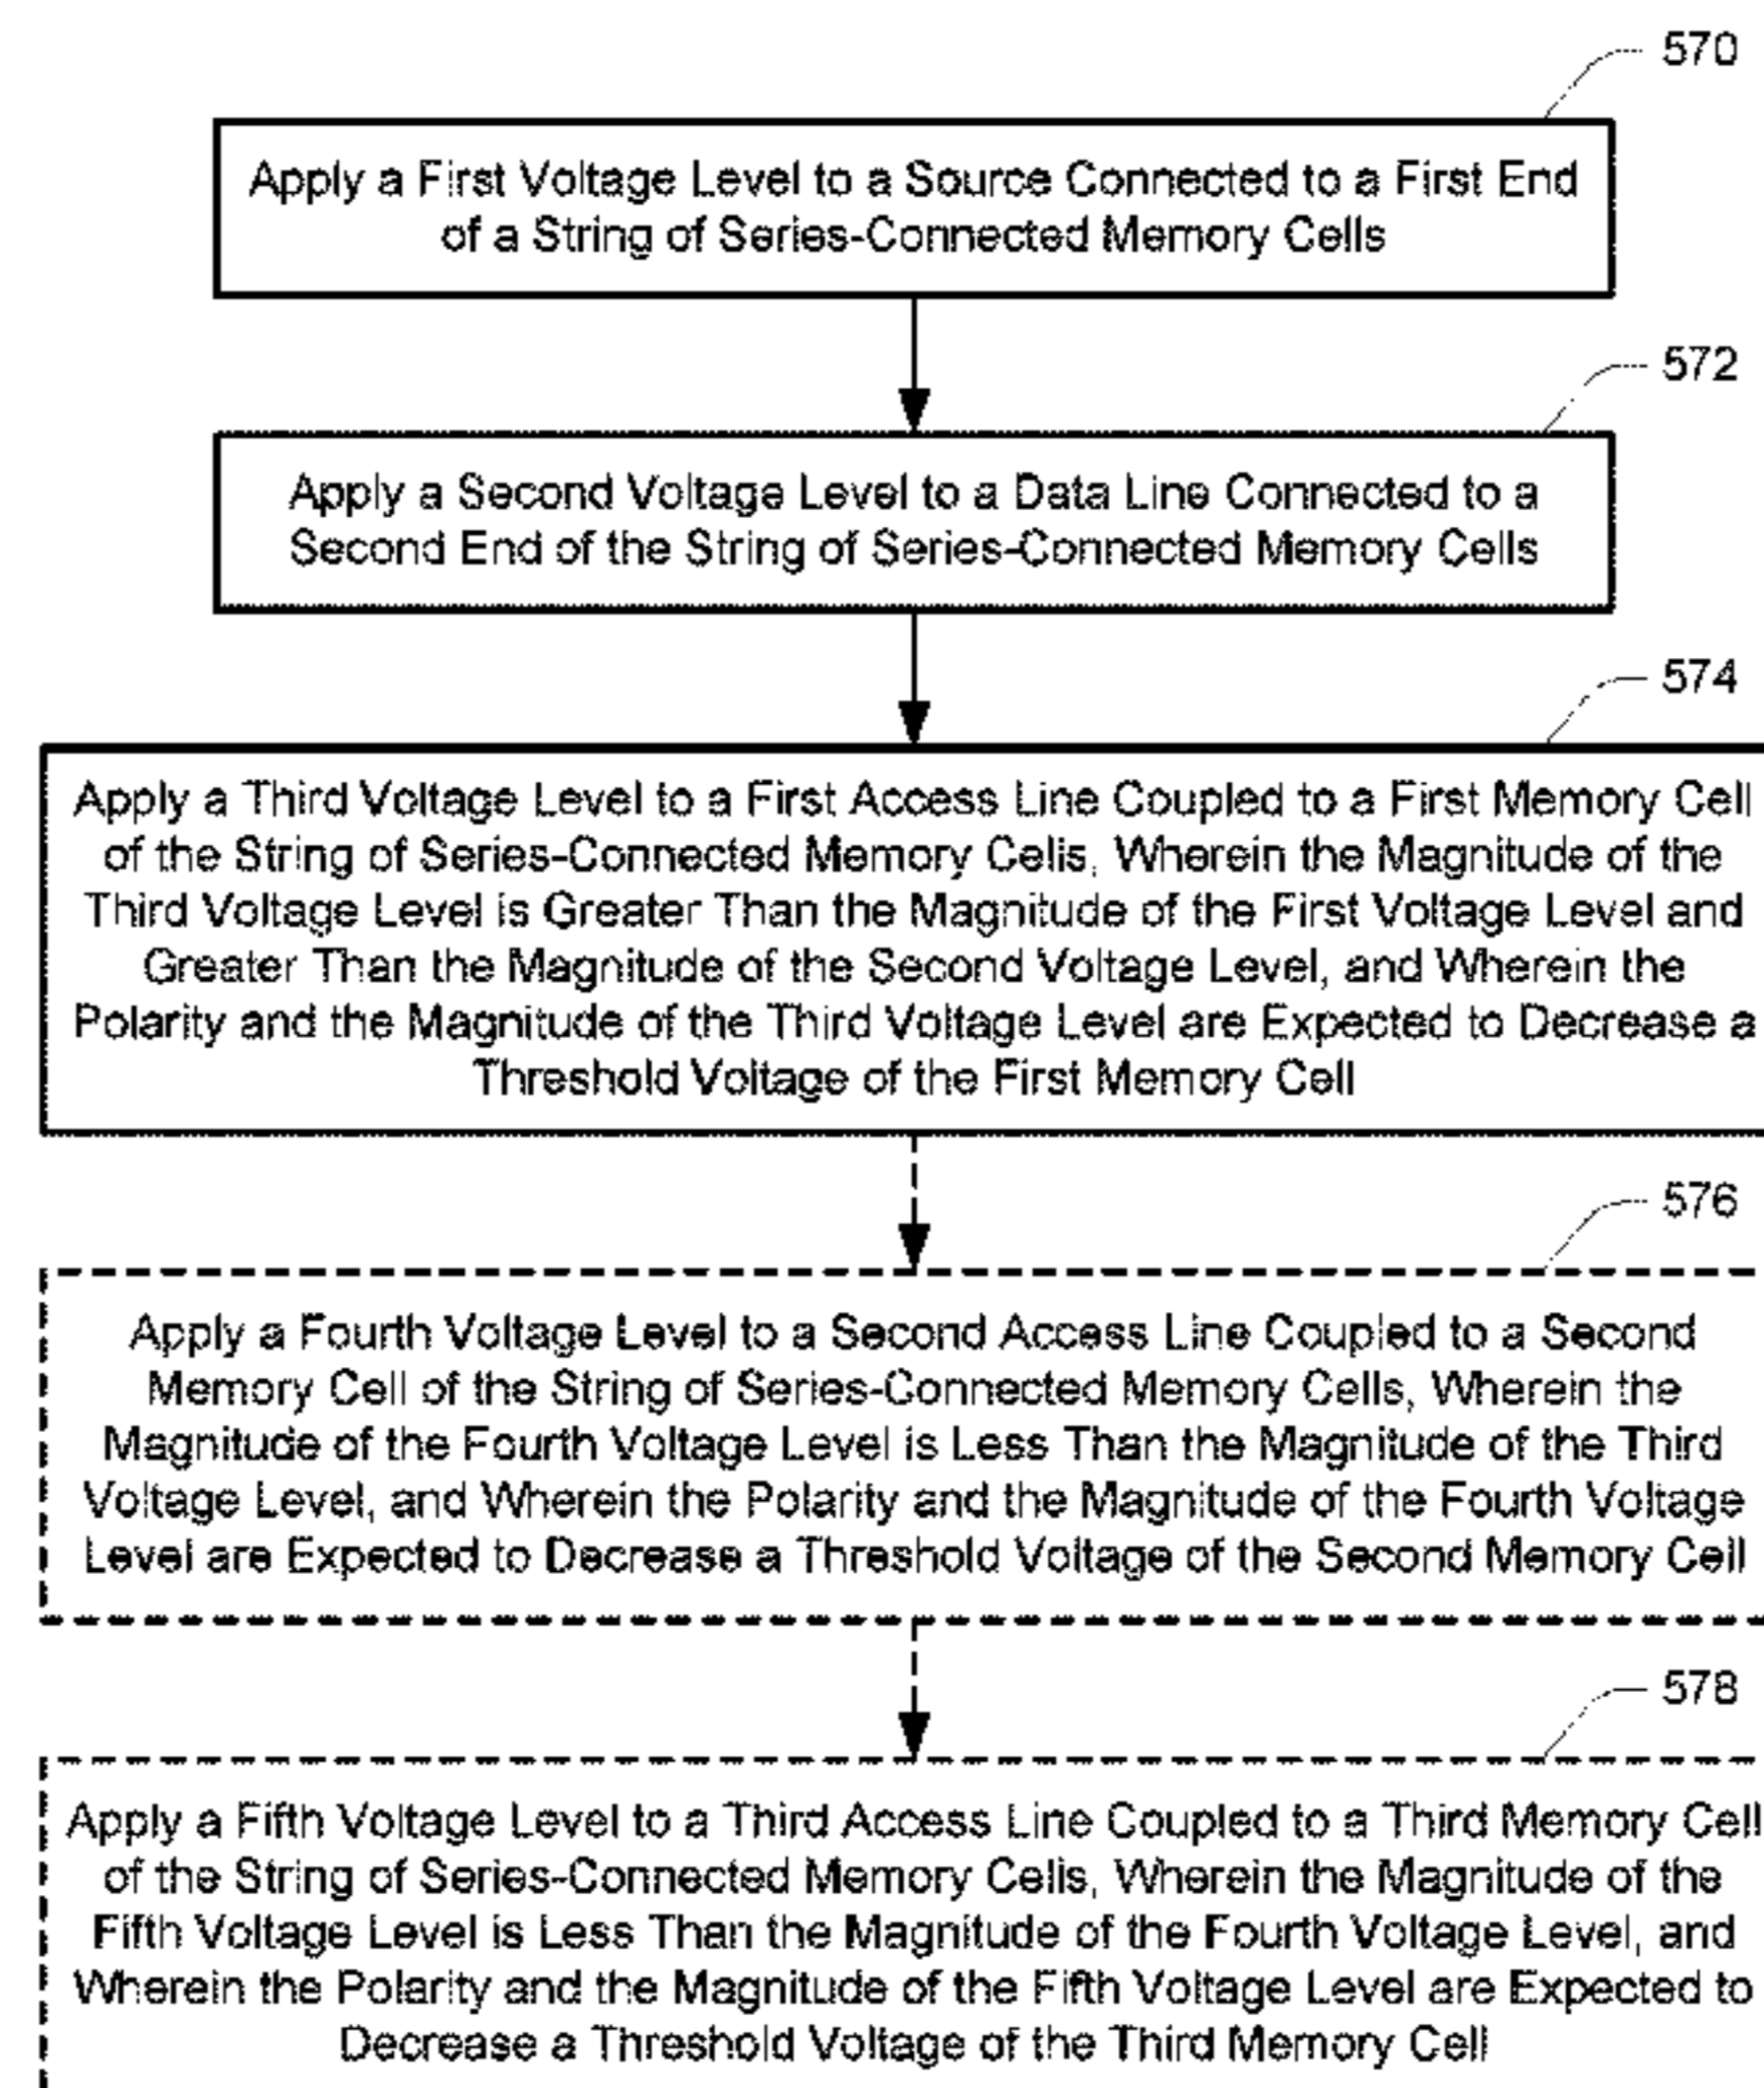 570
Apply a First Voltage Level to a Source Connected to a First End
of a String of Series-Connected Memory Cells
572
Apply a Second Voltage Level to a Data Line Connected to a
Second End of the String of Series-Connected Memory Cells
574
Apply a Third Voltage Level to a First Access Line Coupled to a First Memory Cell
of the String of Series-Connected Memory Cells, Wherein the Magnitude of the
Third Voltage Level is Greater Than the Magnitude of the First Voltage Level and
Greater Than the Magnitude of the Second Voltage Level, and Wherein the
Polarity and the Magnitude of the Third Voltage Level are Expected to Decrease a
Threshold Voltage of the First Memory Cell
576
Apply a Fourth Voltage Level to a Second Access Line Coupled to a Second
Memory Cell of the String of Series-Connected Memory Cells, Wherein the
Magnitude of the Fourth Voltage Level is Less Than the Magnitude of the Third
Voltage Level, and Wherein the Polarity and the Magnitude of the Fourth Voltage
Level are Expected to Decrease a Threshold Voltage of the Second Memory Cell
578
Apply a Fifth Voltage Level to a Third Access Line Coupled to a Third Memory Cell
of the String of Series-Connected Memory Cells, Wherein the Magnitude of the
Fifth Voltage Level is Less Than the Magnitude of the Fourth Voltage Level, and
Wherein the Polarity and the Magnitude of the Fifth Voltage Level are Expected to
Decrease a Threshold Voltage of the Third Memory Cell